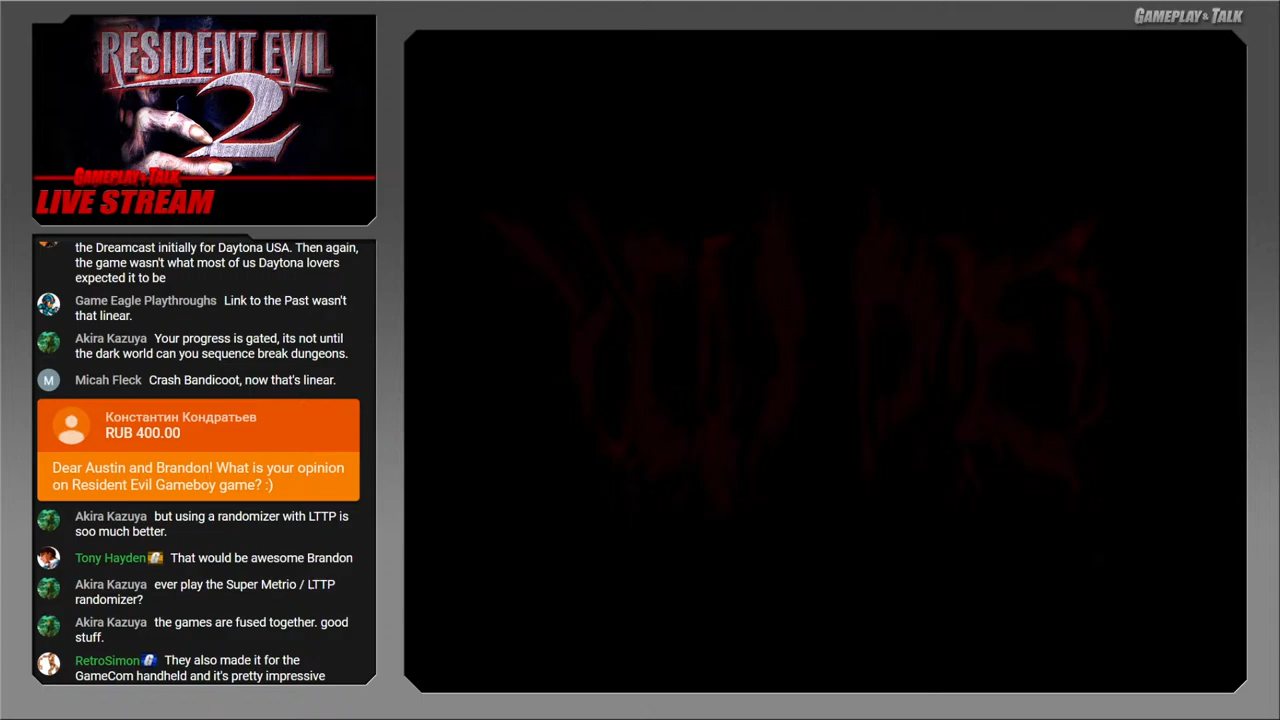 GAMEPLAY & TALK
RESIDENT EVIL
2
GAMEPLAY & TALK
LIVE STREAM
the Dreamcast initially for Daytona USA. Then again,
the game wasn't what most of us Daytona lovers
expected it to be
Game Eagle Playthroughs Link to the Past wasn't
that linear.
Akira Kazuya Your progress is gated, its not until
the dark world can you sequence break dungeons.
M
Micah Fleck Crash Bandicoot, now that's linear.
Константин Кондратьев
RUB 400.00
Dear Austin and Brandon! What is your opinion
on Resident Evil Gameboy game? :)
Akira Kazuya but using a randomizer with LTTP is
soo much better.
Tony Hayden That would be awesome Brandon
Akira Kazuya ever play the Super Metrio / LTTP
randomizer?
Akira Kazuya the games are fused together. good
stuff.
RetroSimon They also made it for the
GameCom handheld and it's pretty impressive
YOU DIED